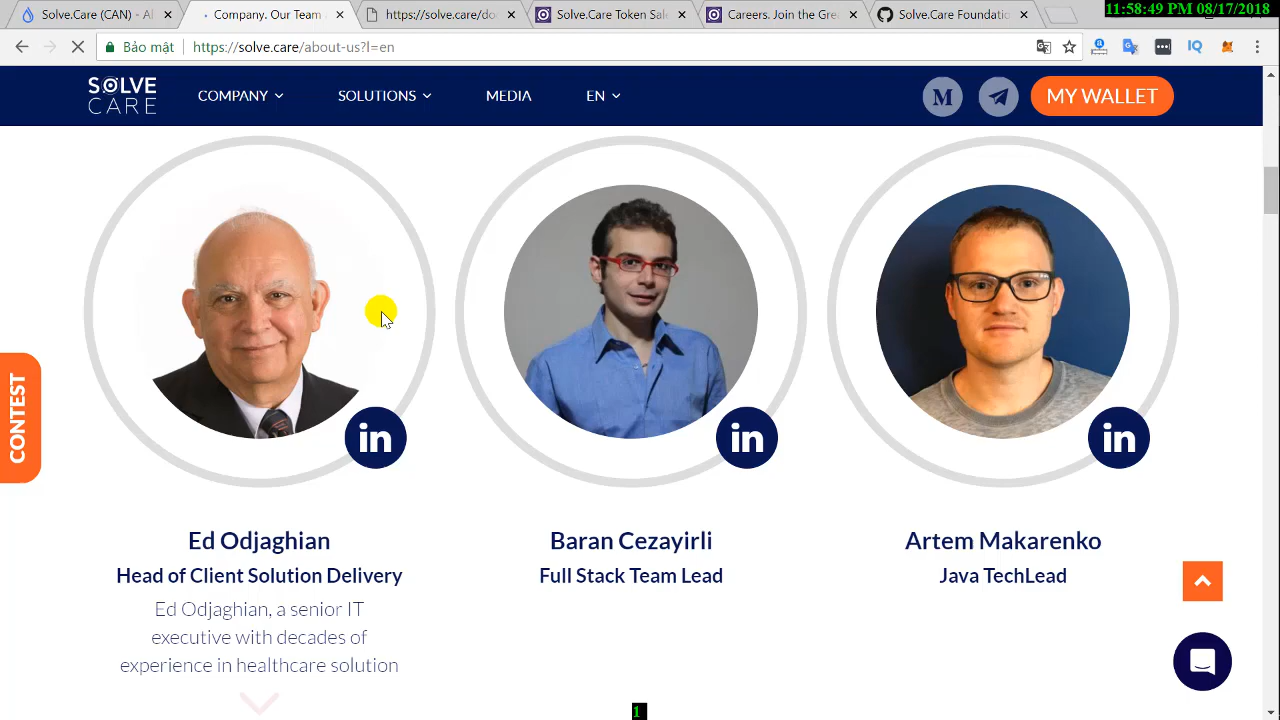 11:58:49 PM 08/17/2018
Solve.Care (CAN) - Al
Company. Our Team
https://solve.care/do
Solve.Care Token Sal
Careers. Join the Gre
Solve.Care Foundatio
Bảo mật
https://solve.care/about-us?l=en
SOLVE
CARE
COMPANY
SOLUTIONS
MEDIA
EN
M
MY WALLET
CONTEST
in
in
in
Ed Odjaghian
Baran Cezayirli
Artem Makarenko
Head of Client Solution Delivery
Full Stack Team Lead
Java TechLead
Ed Odjaghian, a senior IT
executive with decades of
experience in healthcare solution
1